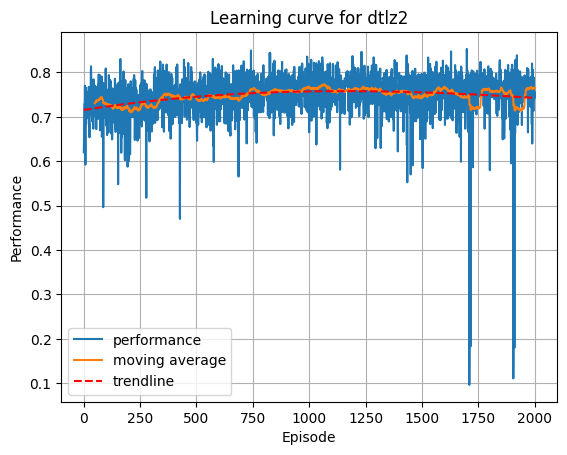 Learning curve for dtlz2
Performance
0.8
0.7
0.6
0.5
0.4
0.3
0.2
0.1
performance
moving average
trendline
0 250 500 750 1000 1250 1500 1750 2000
Episode